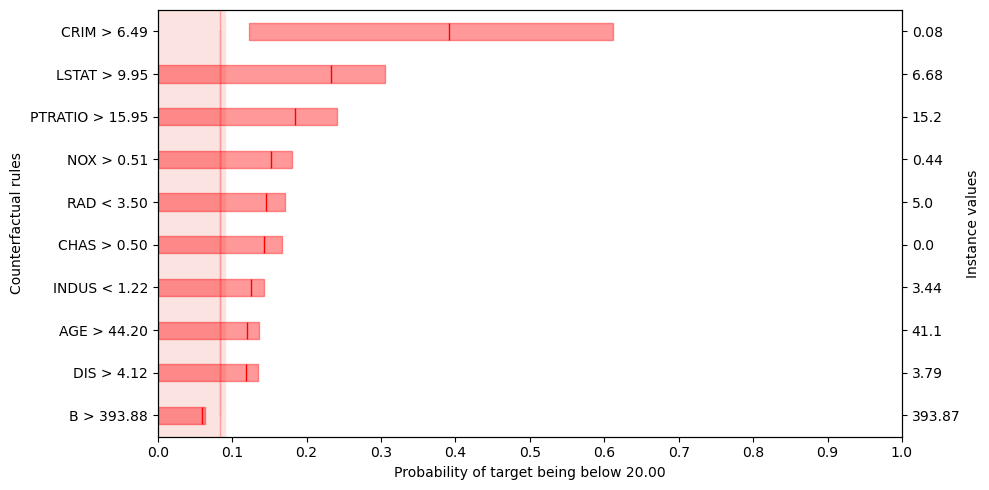 Counterfactual rules
CRIM > 6.49 0.08
LSTAT > 9.95 6.68
PTRATIO > 15.95 15.2
NOX > 0.51 0.44
RAD < 3.50 5.0
CHAS > 0.50 0.0
INDUS < 1.22 3.44
AGE > 44.20 41.1
DIS > 4.12 3.79
B > 393.88 393.87
Instance values
0.0 0.1 0.2 0.3 0.4 0.5 0.6 0.7 0.8 0.9 1.0
Probability of target being below 20.00